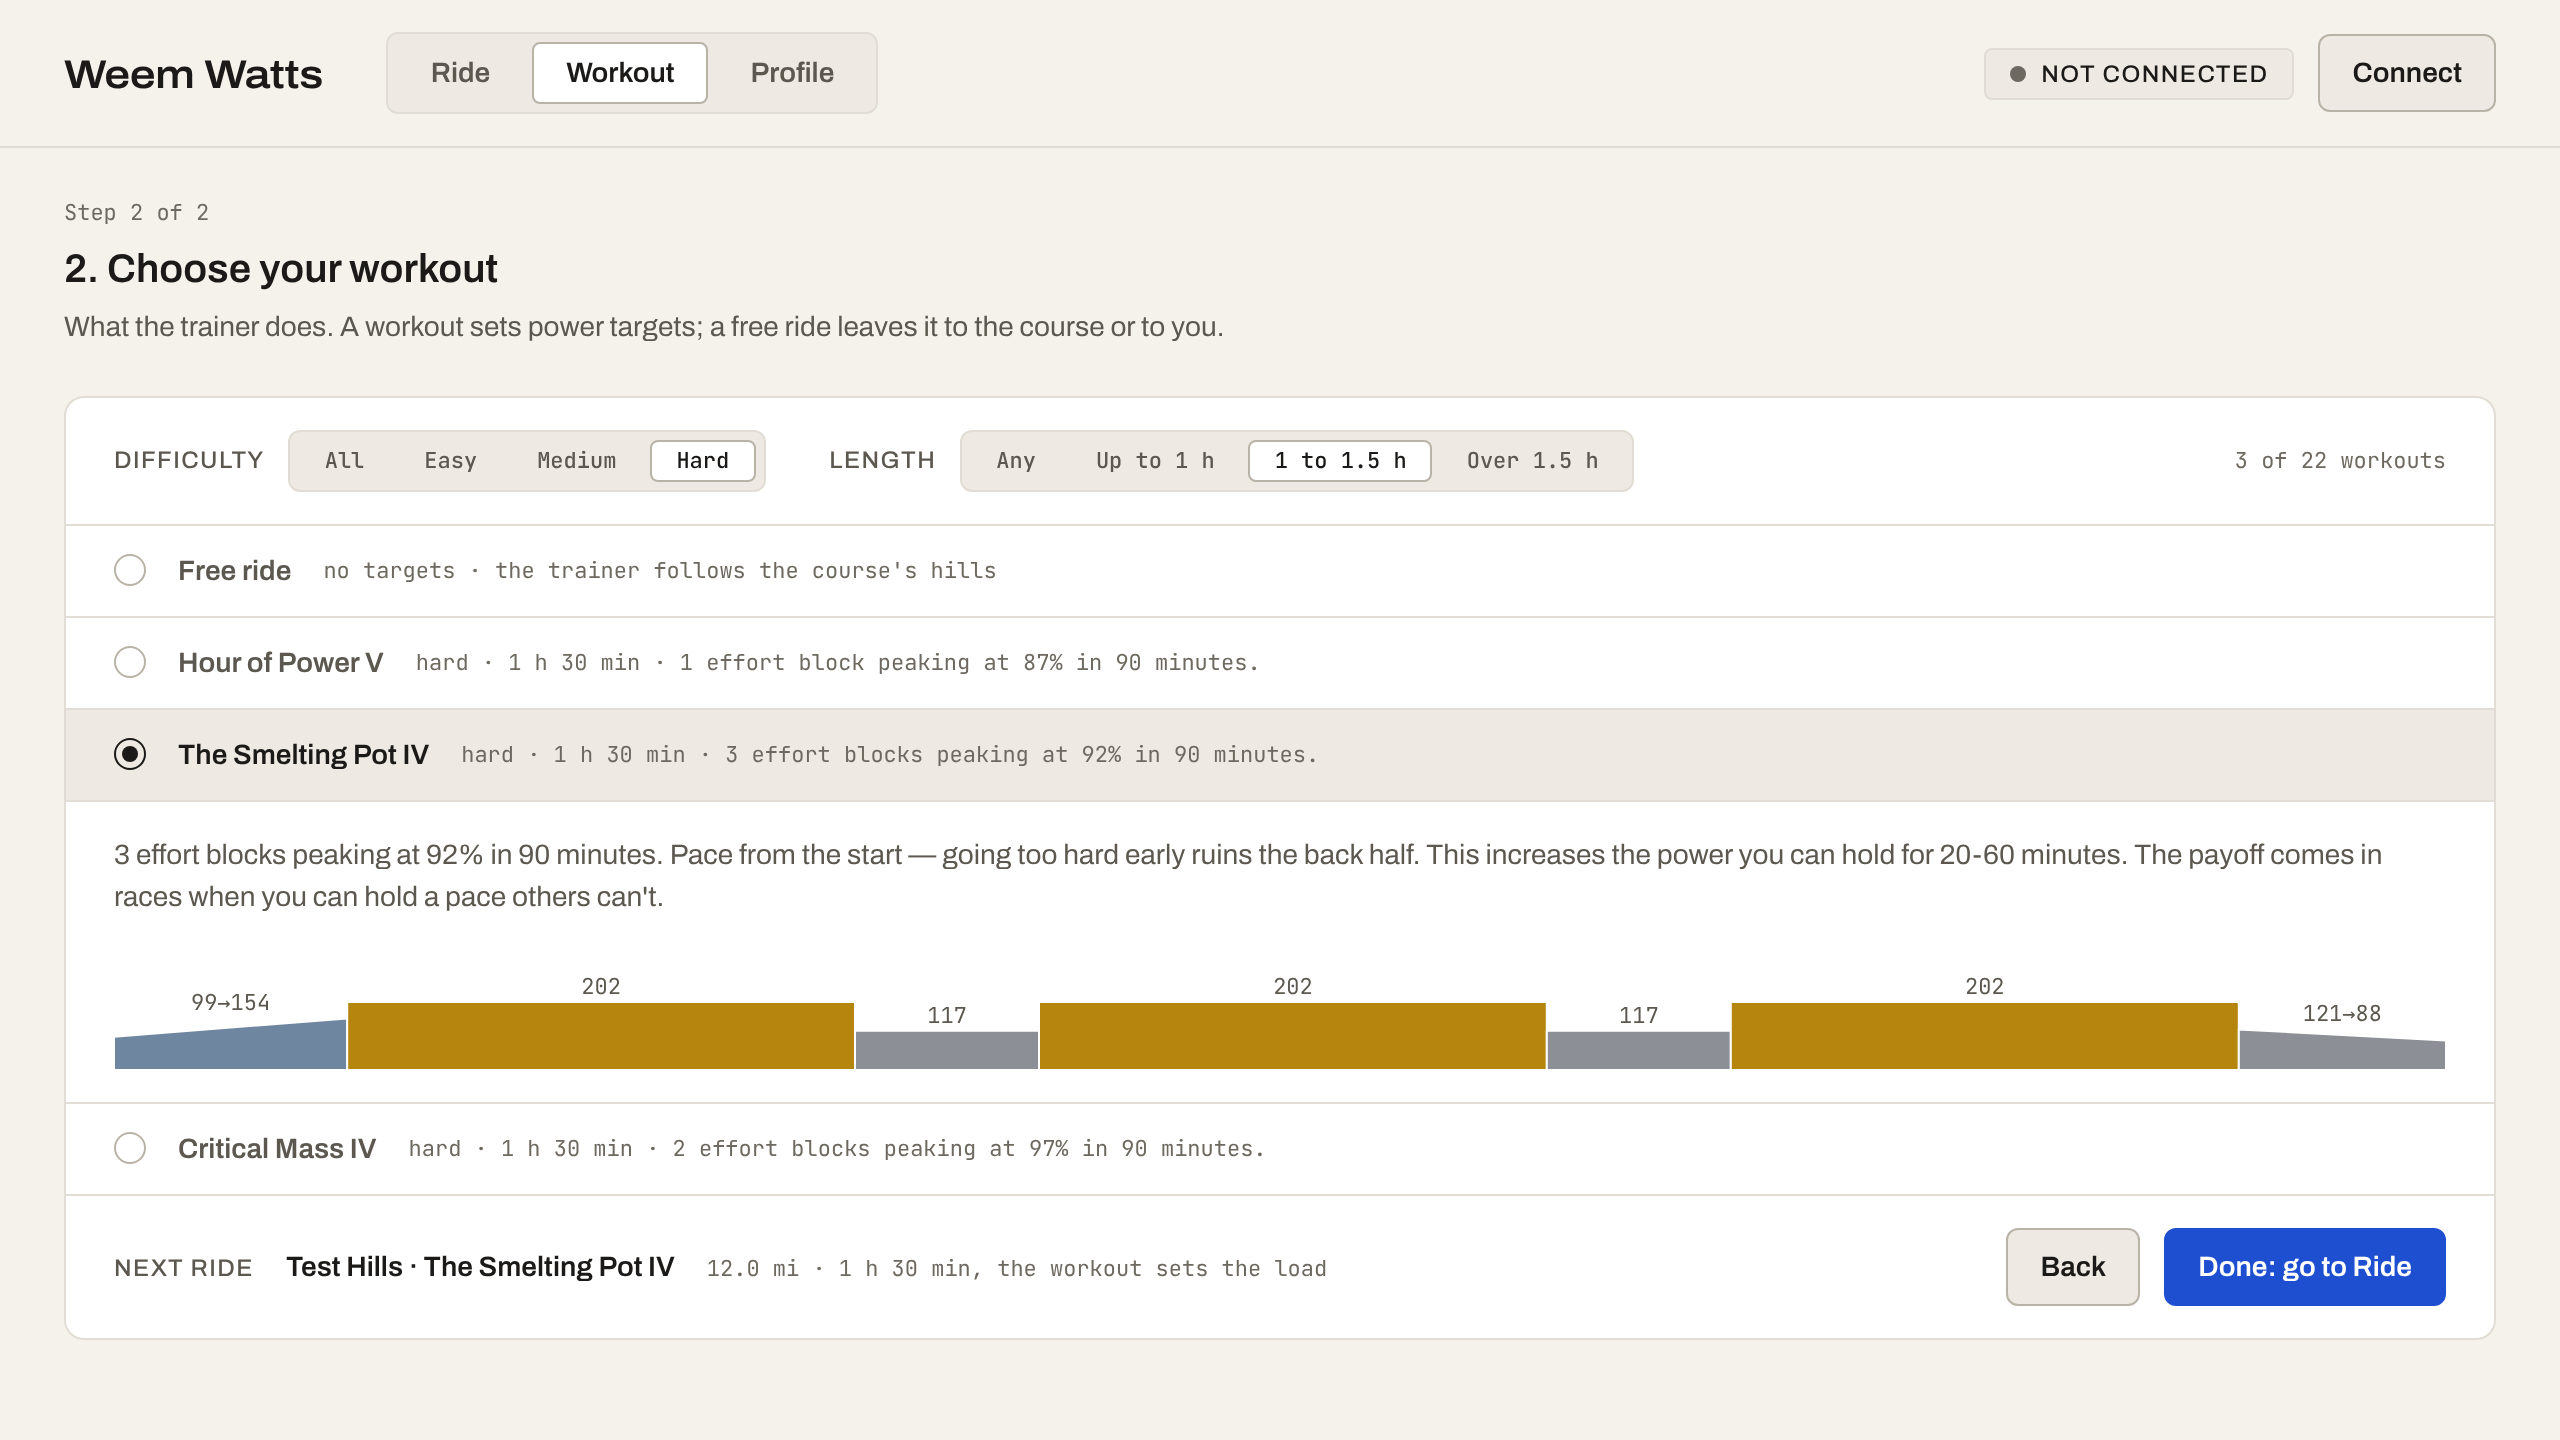 Weem Watts
Ride
Workout
Profile
NOT CONNECTED
Connect
Step 2 of 2
2. Choose your workout
What the trainer does. A workout sets power targets; a free ride leaves it to the course or to you.
DIFFICULTY
All
Easy
Medium
Hard
LENGTH
Any
Up to 1 h
1 to 1.5 h
Over 1.5 h
3 of 22 workouts
Free ride no targets · the trainer follows the course's hills
Hour of Power V hard · 1 h 30 min · 1 effort block peaking at 87% in 90 minutes.
The Smelting Pot IV hard · 1 h 30 min · 3 effort blocks peaking at 92% in 90 minutes.
3 effort blocks peaking at 92% in 90 minutes. Pace from the start — going too hard early ruins the back half. This increases the power you can hold for 20-60 minutes. The payoff comes in
races when you can hold a pace others can't.
99→154
202
117
202
117
202
121→88
Critical Mass IV hard · 1 h 30 min · 2 effort blocks peaking at 97% in 90 minutes.
NEXT RIDE Test Hills · The Smelting Pot IV 12.0 mi · 1 h 30 min, the workout sets the load
Back
Done: go to Ride